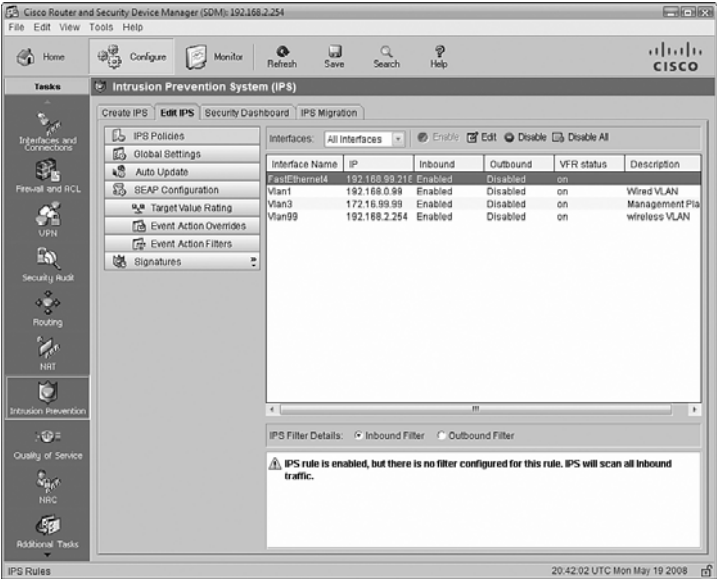 Cisco Router and Security Device Manager (SDM): 192.168.2.254
File Edit View Tools Help
Home Configure Monitor Refresh Save Search Help CISCO
Tasks
Intrusion Prevention System (IPS)
Create IPS Edit IPS Security Dashboard IPS Migration
Interfaces and Connections
Firewall and ACL
VPN
Security Audit
Routing
NAT
Intrusion Prevention
Quality of Service
NAC
Additional Tasks
IPS Policies
Global Settings
Auto Update
SEAP Configuration
Target Value Rating
Event Action Overrides
Event Action Filters
Signatures
Interfaces: All Interfaces Enable Edit Disable Disable All
Interface Name IP Inbound Outbound VFR status Description
FastEthernet4 192.168.99.218 Enabled Disabled on
Vlan1 192.168.0.99 Enabled Disabled on Wired VLAN
Vlan3 172.16.99.99 Enabled Disabled on Management Pla
Vlan99 192.168.2.254 Enabled Disabled on wireless VLAN
IPS Filter Details: Inbound Filter Outbound Filter
IPS rule is enabled, but there is no filter configured for this rule. IPS will scan all Inbound
traffic.
IPS Rules 20:42:02 UTC Mon May 19 2008